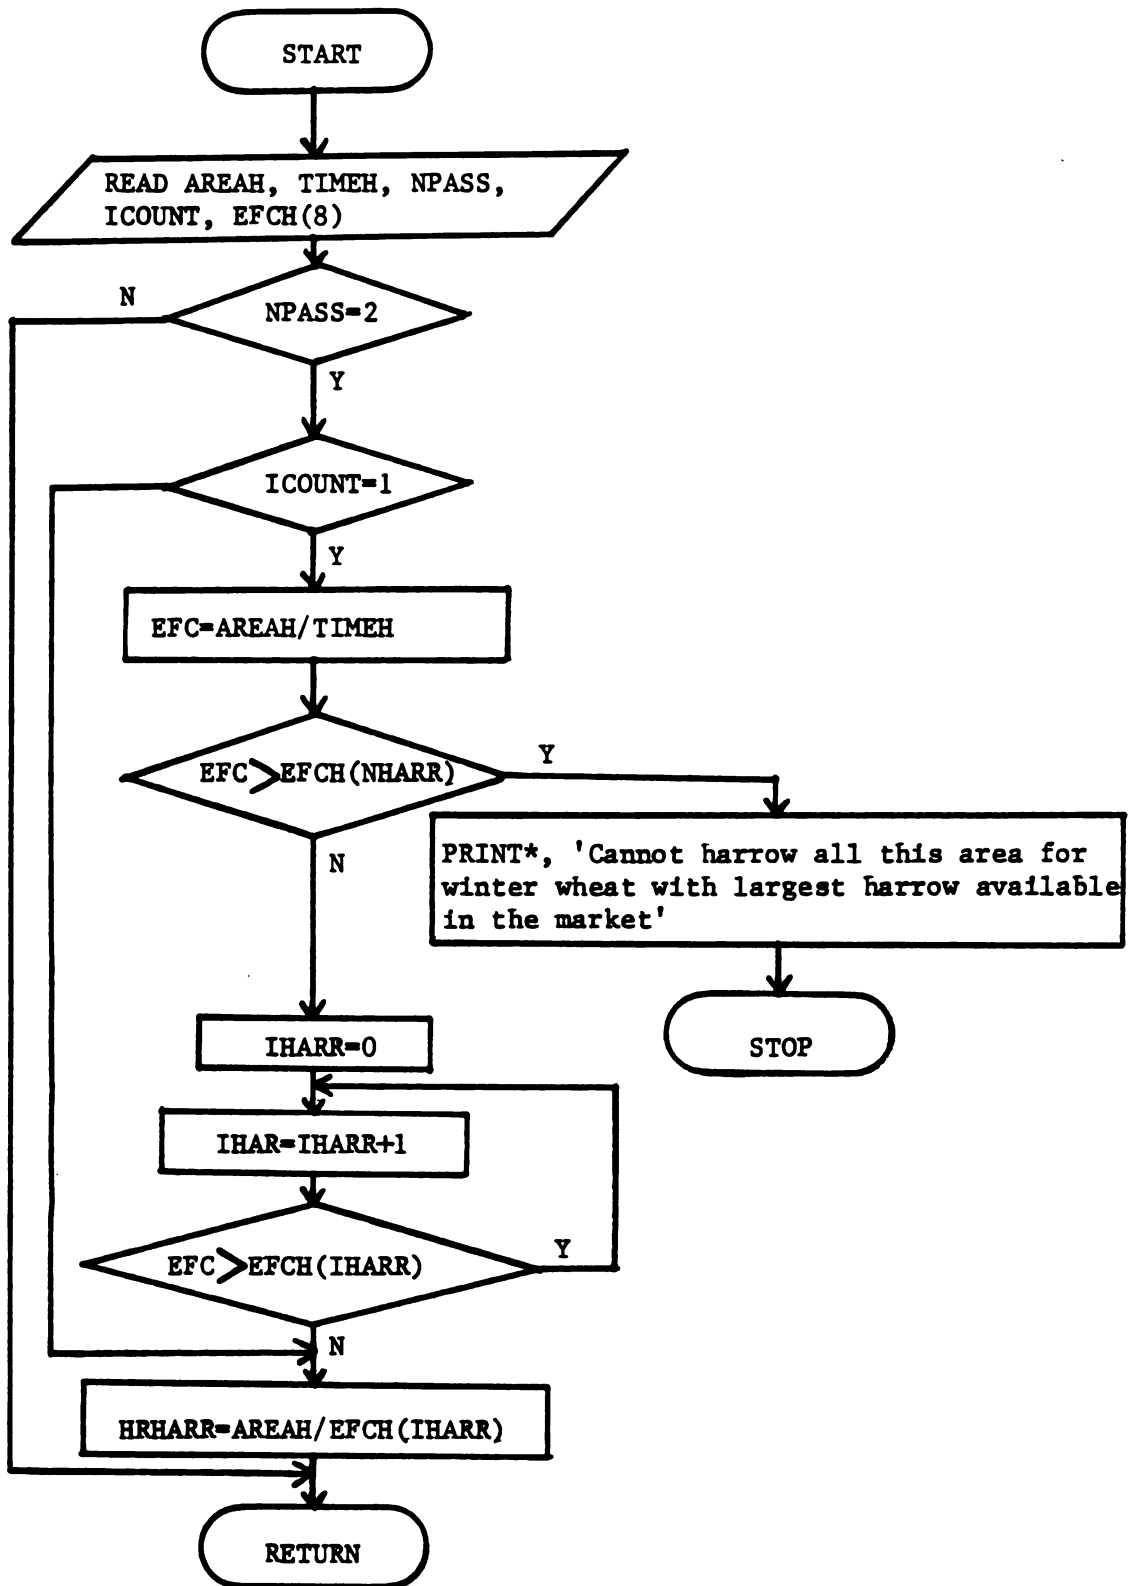 START
READ AREAH, TIMEH, NPASS,
ICOUNT, EFCH(8)
N
NPASS=2
Y
ICOUNT=1
Y
EFC=AREAH/TIMEH
EFC>EFCH(NHARR)
Y
N
PRINT*, 'Cannot harrow all this area for
winter wheat with largest harrow available
in the market'
IHARR=0
STOP
IHAR=IHARR+1
EFC>EFCH(IHARR)
Y
N
HRHARR=AREAH/EFCH(IHARR)
RETURN